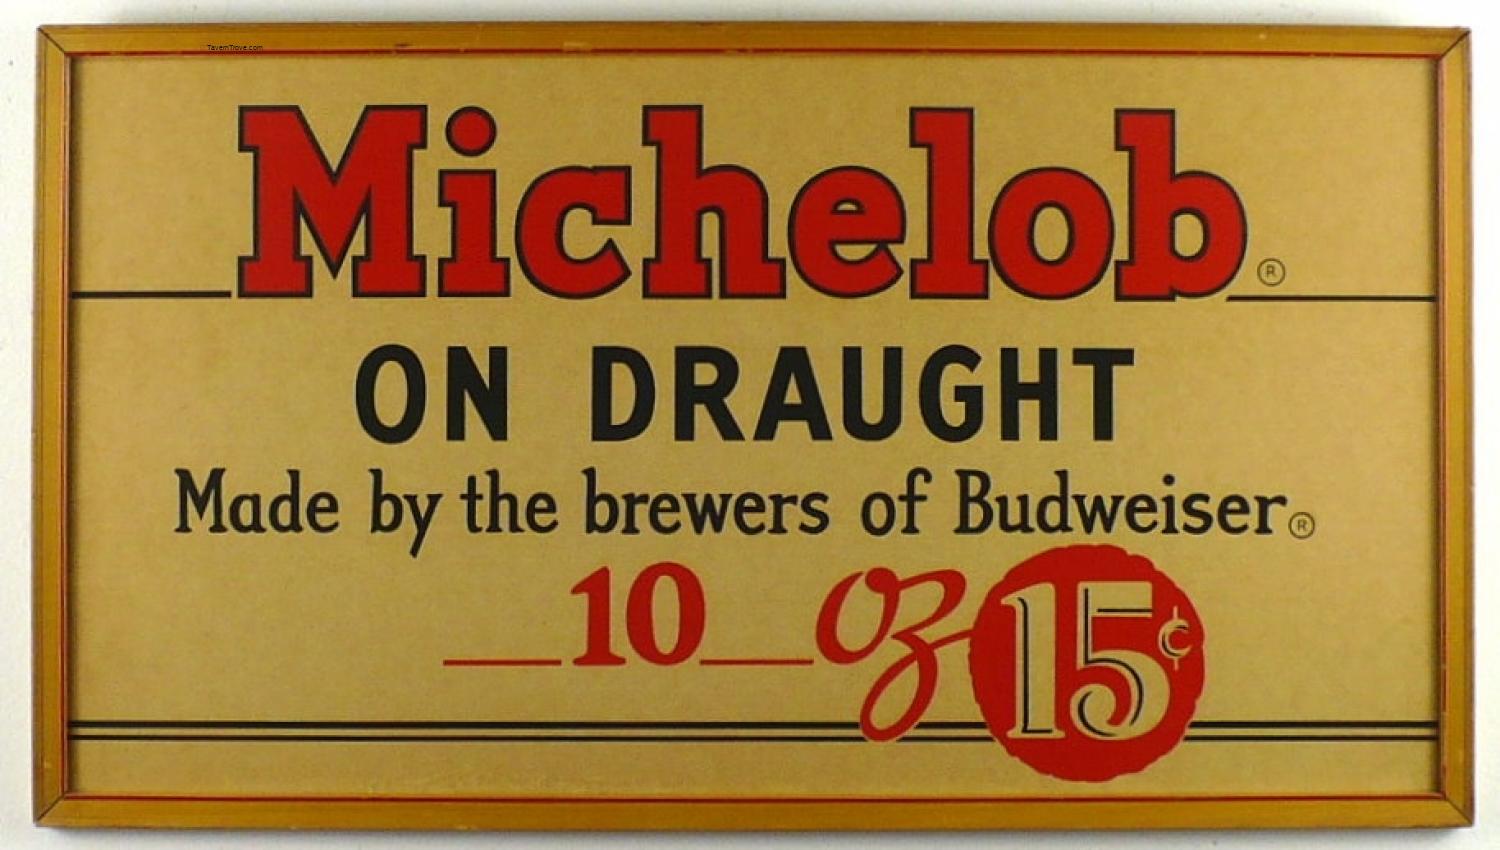 TavernTrove.com
Michelob®
ON DRAUGHT
Made by the brewers of Budweiser®
10 oz 15¢